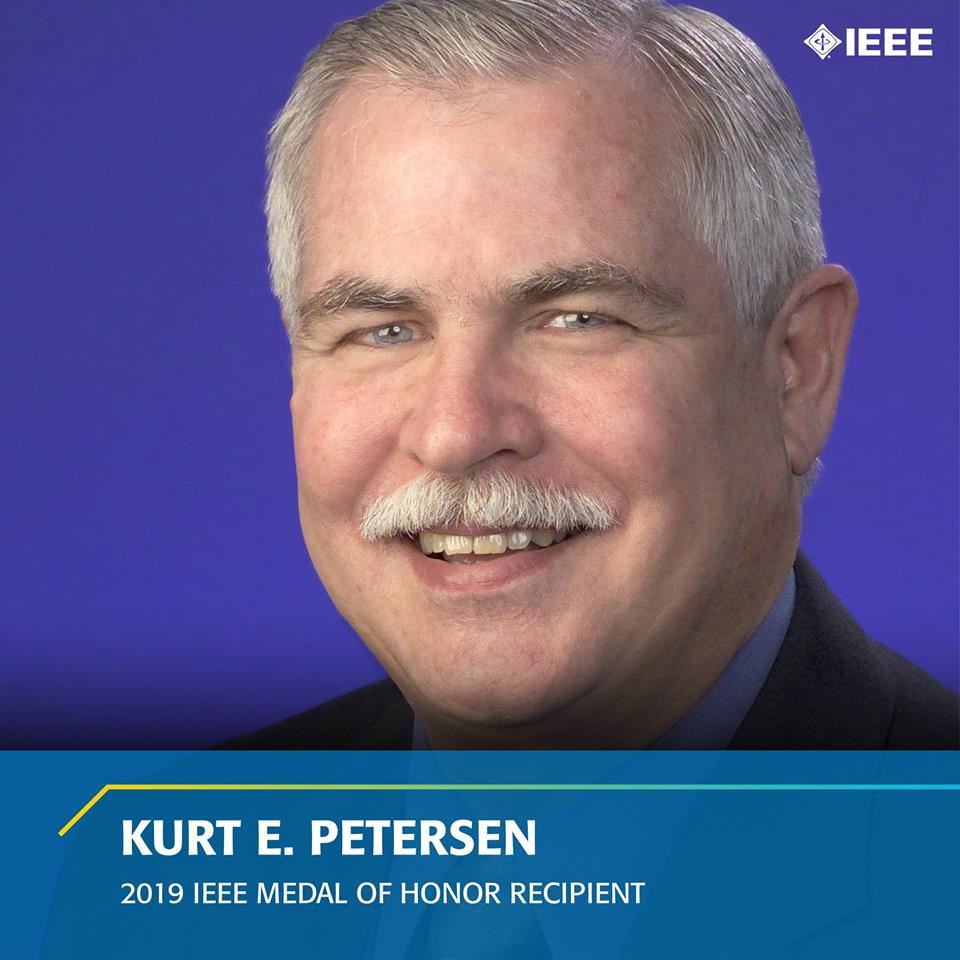 IEEE
KURT E. PETERSEN
2019 IEEE MEDAL OF HONOR RECIPIENT